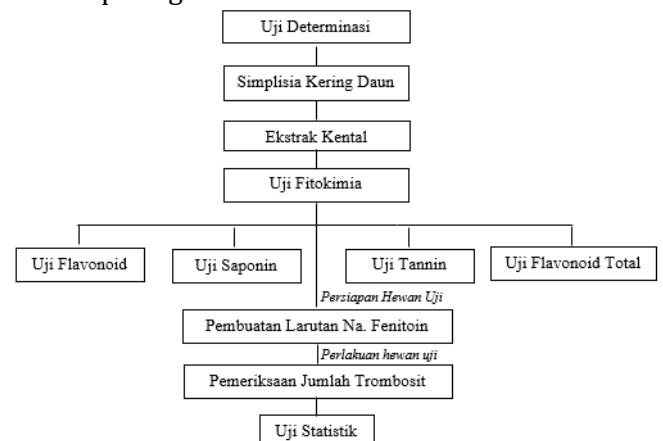 Uji Determinasi
Simplisia Kering Daun
Ekstrak Kental
Uji Fitokimia
Uji Flavonoid
Uji Saponin
Uji Tannin
Uji Flavonoid Total
Persiapan Hewan Uji
Pembuatan Larutan Na. Fenitoin
Perlakuan hewan uji
Pemeriksaan Jumlah Trombosit
Uji Statistik